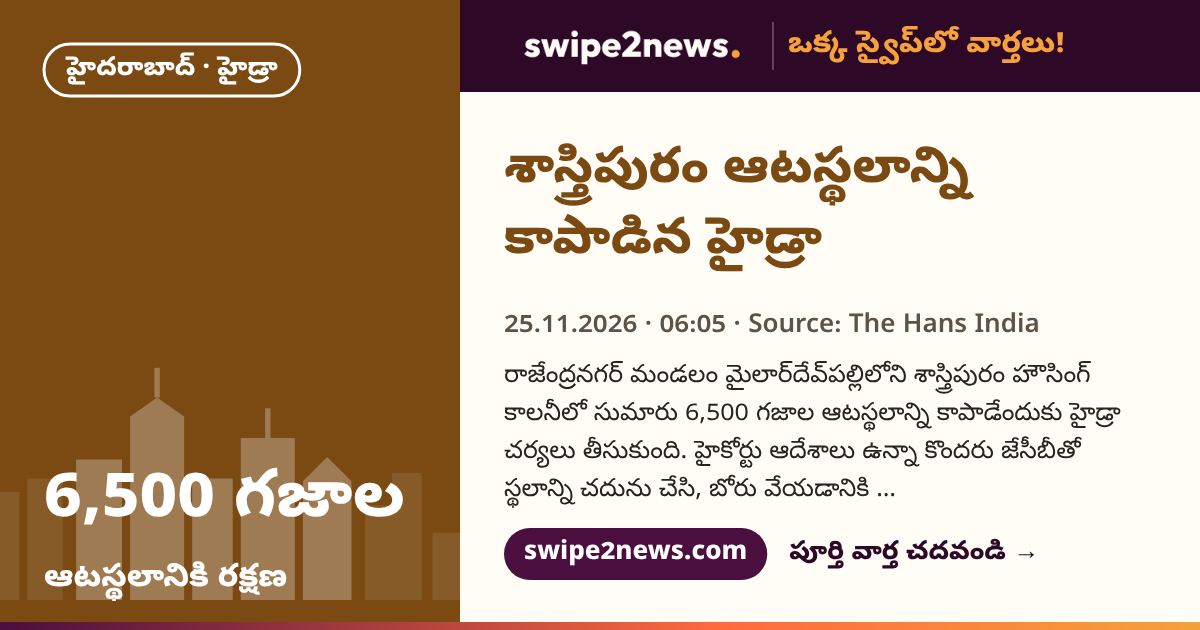 హైదరాబాద్ · హైడ్రా
swipe2news.
ఒక్క స్వైప్‌లో వార్తలు!
శాస్త్రిపురం ఆటస్థలాన్ని
కాపాడిన హైడ్రా
25.11.2026 · 06:05 · Source: The Hans India
రాజేంద్రనగర్ మండలం మైలార్‌దేవ్‌పల్లిలోని శాస్త్రిపురం హౌసింగ్
కాలనీలో సుమారు 6,500 గజాల ఆటస్థలాన్ని కాపాడేందుకు హైడ్రా
చర్యలు తీసుకుంది. హైకోర్టు ఆదేశాలు ఉన్నా కొందరు జేసీబీతో
స్థలాన్ని చదును చేసి, బోరు వేయడానికి ...
6,500 గజాల
ఆటస్థలానికి రక్షణ
swipe2news.com
పూర్తి వార్త చదవండి →